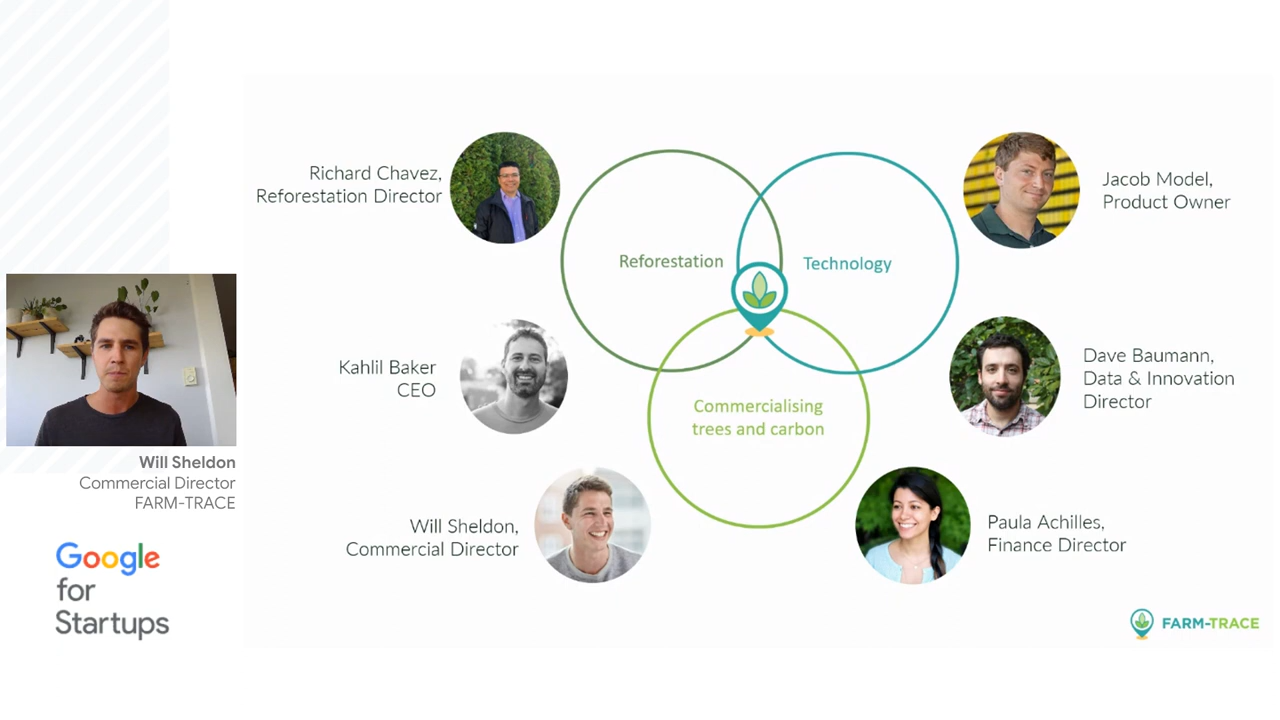 Will Sheldon
Commercial Director
FARM-TRACE
Google
for
Startups
Richard Chavez,
Reforestation Director
Kahlil Baker
CEO
Will Sheldon,
Commercial Director
Reforestation
Technology
Commercialising
trees and carbon
Jacob Model,
Product Owner
Dave Baumann,
Data & Innovation
Director
Paula Achilles,
Finance Director
FARM-TRACE